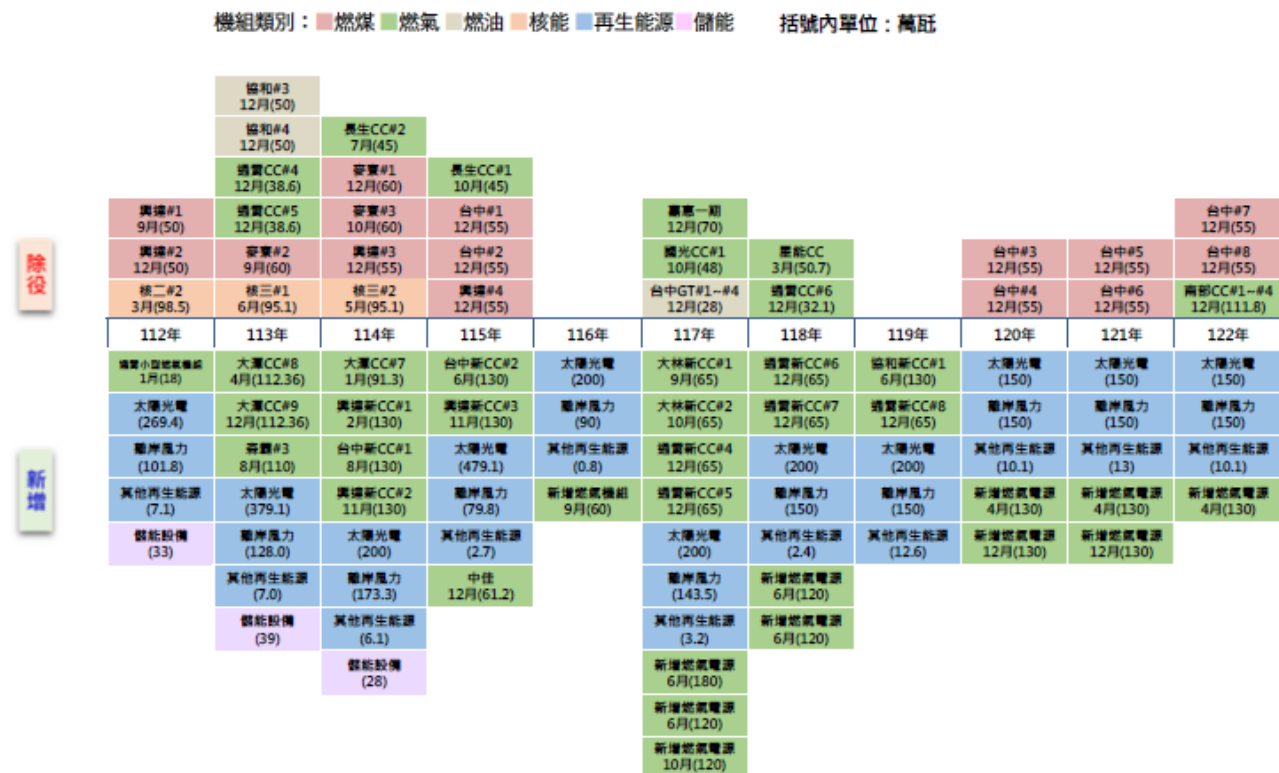 機組類別：燃煤 燃氣 燃油 核能 再生能源 儲能 括號內單位：萬瓩
協和#3
12月(50)
協和#4
12月(50)
長生CC#2
7月(45)
通霄CC#4
12月(38.6)
麥寮#1
12月(60)
長生CC#1
10月(45)
興達#1
9月(50)
通霄CC#5
12月(38.6)
麥寮#3
10月(60)
台中#1
12月(55)
嘉惠一期
12月(70)
台中#7
12月(55)
除役
興達#2
12月(50)
麥寮#2
9月(60)
興達#3
12月(55)
台中#2
12月(55)
國光CC#1
10月(48)
星能CC
3月(50.7)
台中#3
12月(55)
台中#5
12月(55)
台中#8
12月(55)
核二#2
3月(98.5)
核三#1
6月(95.1)
核三#2
5月(95.1)
興達#4
12月(55)
台中GT#1~#4
12月(28)
通霄CC#6
12月(32.1)
台中#4
12月(55)
台中#6
12月(55)
南部CC#1~#4
12月(111.8)
112年 113年 114年 115年 116年 117年 118年 119年 120年 121年 122年
通霄小型燃氣機組
1月(18)
大潭CC#8
4月(112.36)
大潭CC#7
1月(91.3)
台中新CC#2
6月(130)
太陽光電
(200)
大林新CC#1
9月(65)
通霄新CC#6
12月(65)
協和新CC#1
6月(130)
太陽光電
(150)
太陽光電
(150)
太陽光電
(150)
太陽光電
(269.4)
大潭CC#9
12月(112.36)
興達新CC#1
2月(130)
興達新CC#3
11月(130)
離岸風力
(90)
大林新CC#2
10月(65)
通霄新CC#7
12月(65)
通霄新CC#8
12月(65)
離岸風力
(150)
離岸風力
(150)
離岸風力
(150)
新增
離岸風力
(101.8)
森霸#3
8月(110)
台中新CC#1
8月(130)
太陽光電
(479.1)
其他再生能源
(0.8)
通霄新CC#4
12月(65)
太陽光電
(200)
太陽光電
(200)
其他再生能源
(10.1)
其他再生能源
(13)
其他再生能源
(10.1)
其他再生能源
(7.1)
太陽光電
(379.1)
興達新CC#2
11月(130)
離岸風力
(79.8)
新增燃氣機組
9月(60)
通霄新CC#5
12月(65)
離岸風力
(150)
離岸風力
(150)
新增燃氣電源
4月(130)
新增燃氣電源
4月(130)
新增燃氣電源
4月(130)
儲能設備
(33)
離岸風力
(128.0)
太陽光電
(200)
其他再生能源
(2.7)
太陽光電
(200)
其他再生能源
(2.4)
其他再生能源
(12.6)
新增燃氣電源
12月(130)
新增燃氣電源
12月(130)
其他再生能源
(7.0)
離岸風力
(173.3)
中佳
12月(61.2)
離岸風力
(143.5)
新增燃氣電源
6月(120)
儲能設備
(39)
其他再生能源
(6.1)
其他再生能源
(3.2)
新增燃氣電源
6月(120)
儲能設備
(28)
新增燃氣電源
6月(180)
新增燃氣電源
6月(120)
新增燃氣電源
10月(120)